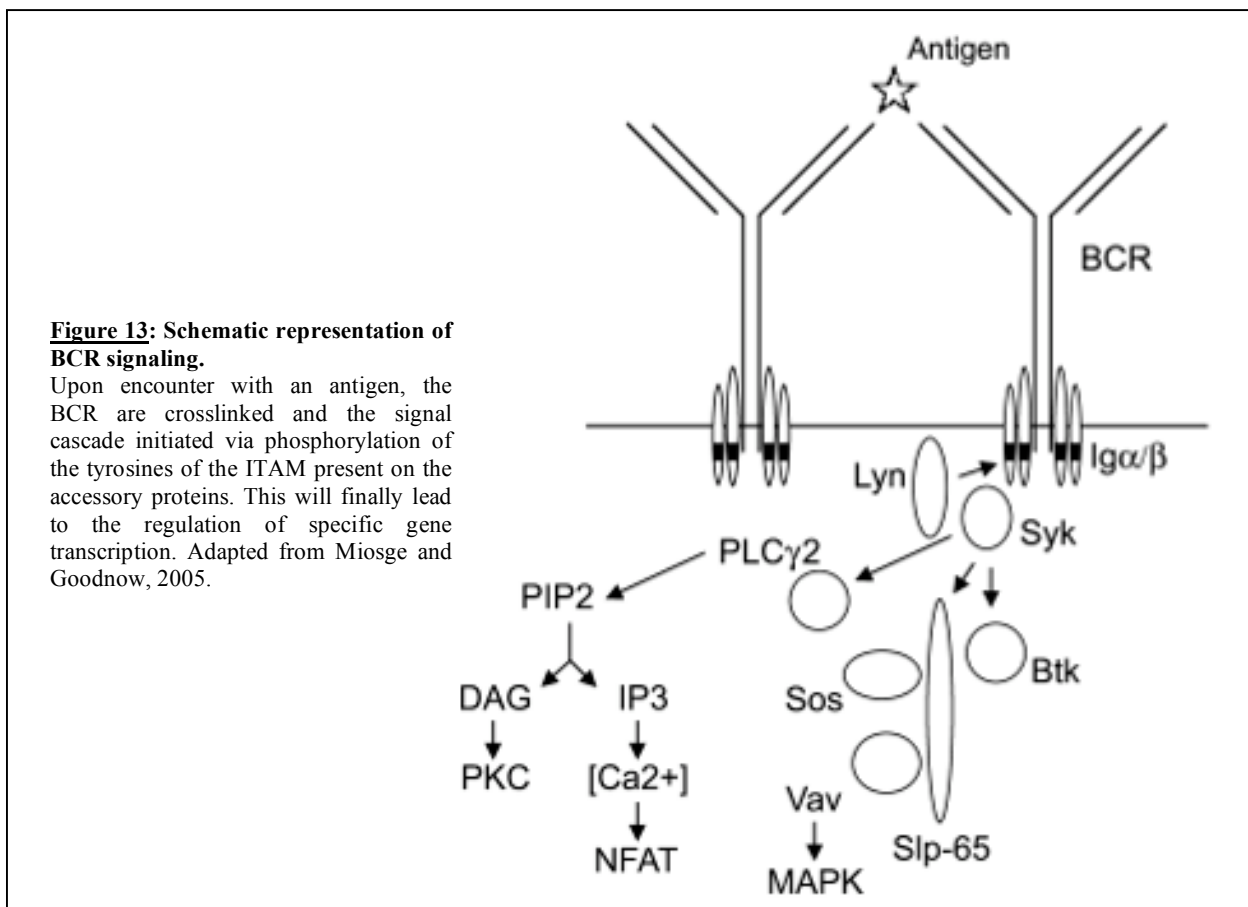 Antigen
BCR
Figure 13: Schematic representation of
BCR signaling.
Upon encounter with an antigen, the
BCR are crosslinked and the signal
cascade initiated via phosphorylation of
the tyrosines of the ITAM present on the
accessory proteins. This will finally lead
to the regulation of specific gene
transcription. Adapted from Miosge and
Goodnow, 2005.
Igα/β
Lyn
Syk
PLCγ2
PIP2
Btk
DAG
IP3
Sos
PKC
[Ca2+]
Vav
NFAT
Slp-65
MAPK